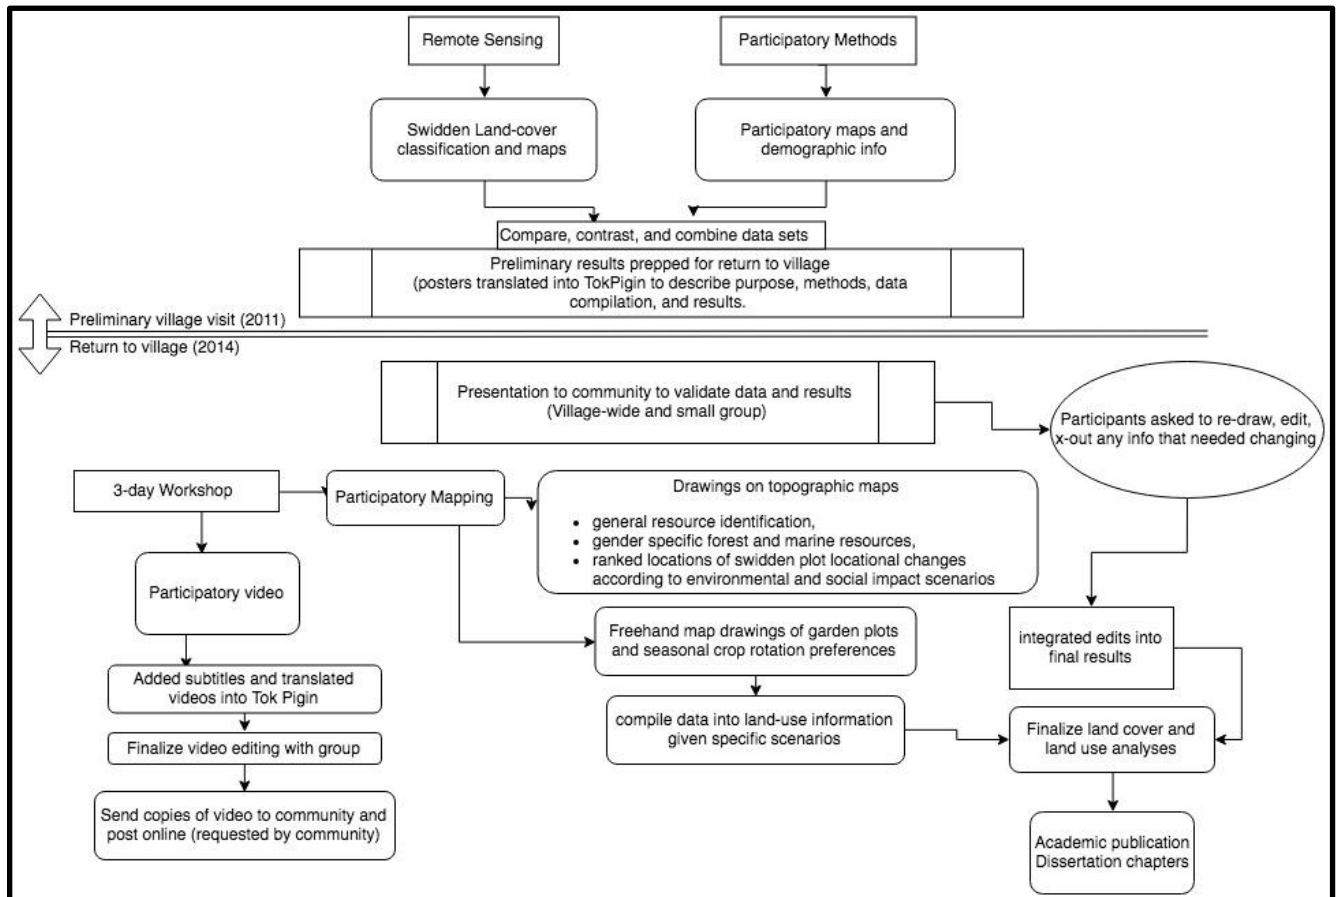 Remote Sensing
Participatory Methods
Swidden Land-cover
classification and maps
Participatory maps and
demographic info
Compare, contrast, and combine data sets
Preliminary results prepped for return to village
(posters translated into TokPigin to describe purpose, methods, data
compilation, and results.
Preliminary village visit (2011)
Return to village (2014)
Presentation to community to validate data and results
(Village-wide and small group)
Participants asked to re-draw, edit,
x-out any info that needed changing
3-day Workshop
Participatory Mapping
Drawings on topographic maps
• general resource identification,
• gender specific forest and marine resources,
• ranked locations of swidden plot locational changes
according to environmental and social impact scenarios
Participatory video
Freehand map drawings of garden plots
and seasonal crop rotation preferences
integrated edits into
final results
Added subtitles and translated
videos into Tok Pigin
compile data into land-use information
given specific scenarios
Finalize land cover and
land use analyses
Finalize video editing with group
Send copies of video to community and
post online (requested by community)
Academic publication
Dissertation chapters